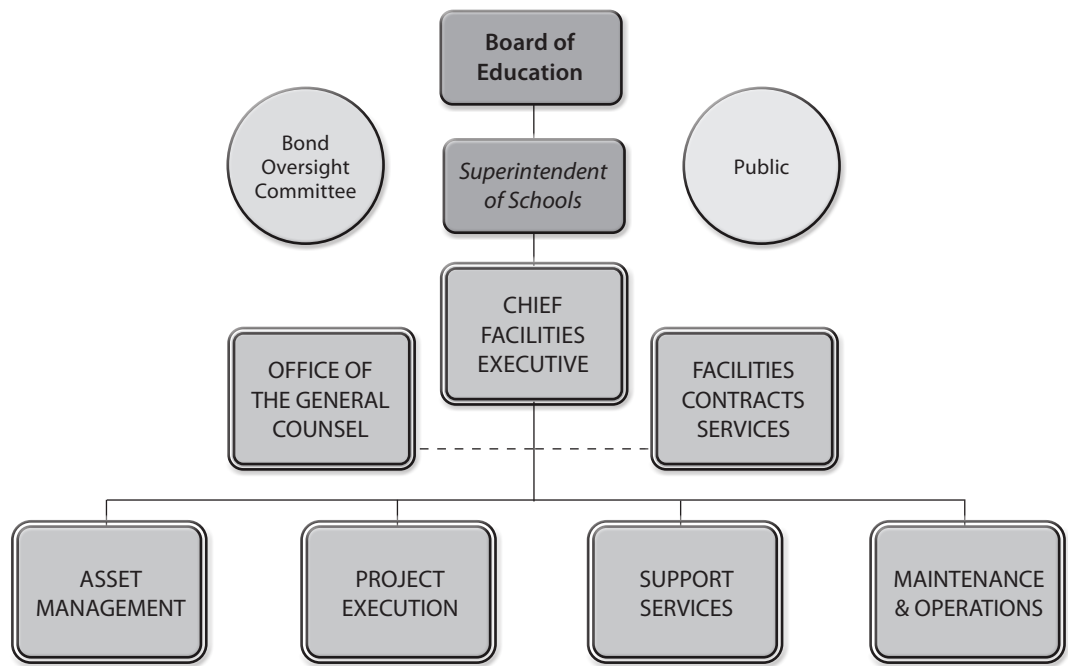 Board of
Education
Bond
Oversight
Committee
Superintendent
of Schools
Public
CHIEF
FACILITIES
EXECUTIVE
OFFICE OF
THE GENERAL
COUNSEL
FACILITIES
CONTRACTS
SERVICES
ASSET
MANAGEMENT
PROJECT
EXECUTION
SUPPORT
SERVICES
MAINTENANCE
& OPERATIONS